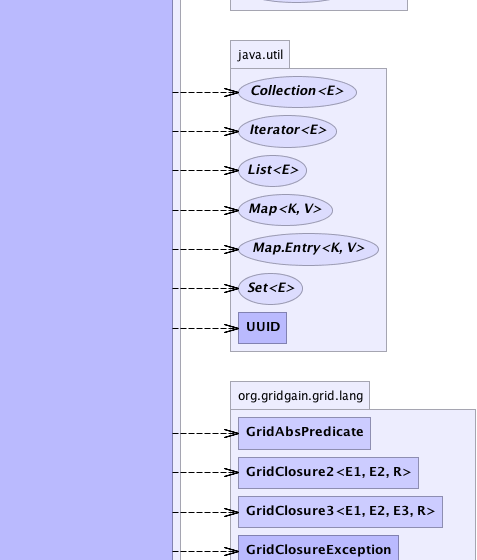 java.util
Collection<E>
Iterator<E>
List<E>
Map<K, V>
Map.Entry<K, V>
Set<E>
UUID
org.gridgain.grid.lang
GridAbsPredicate
GridClosure2<E1, E2, R>
GridClosure3<E1, E2, E3, R>
GridClosureException